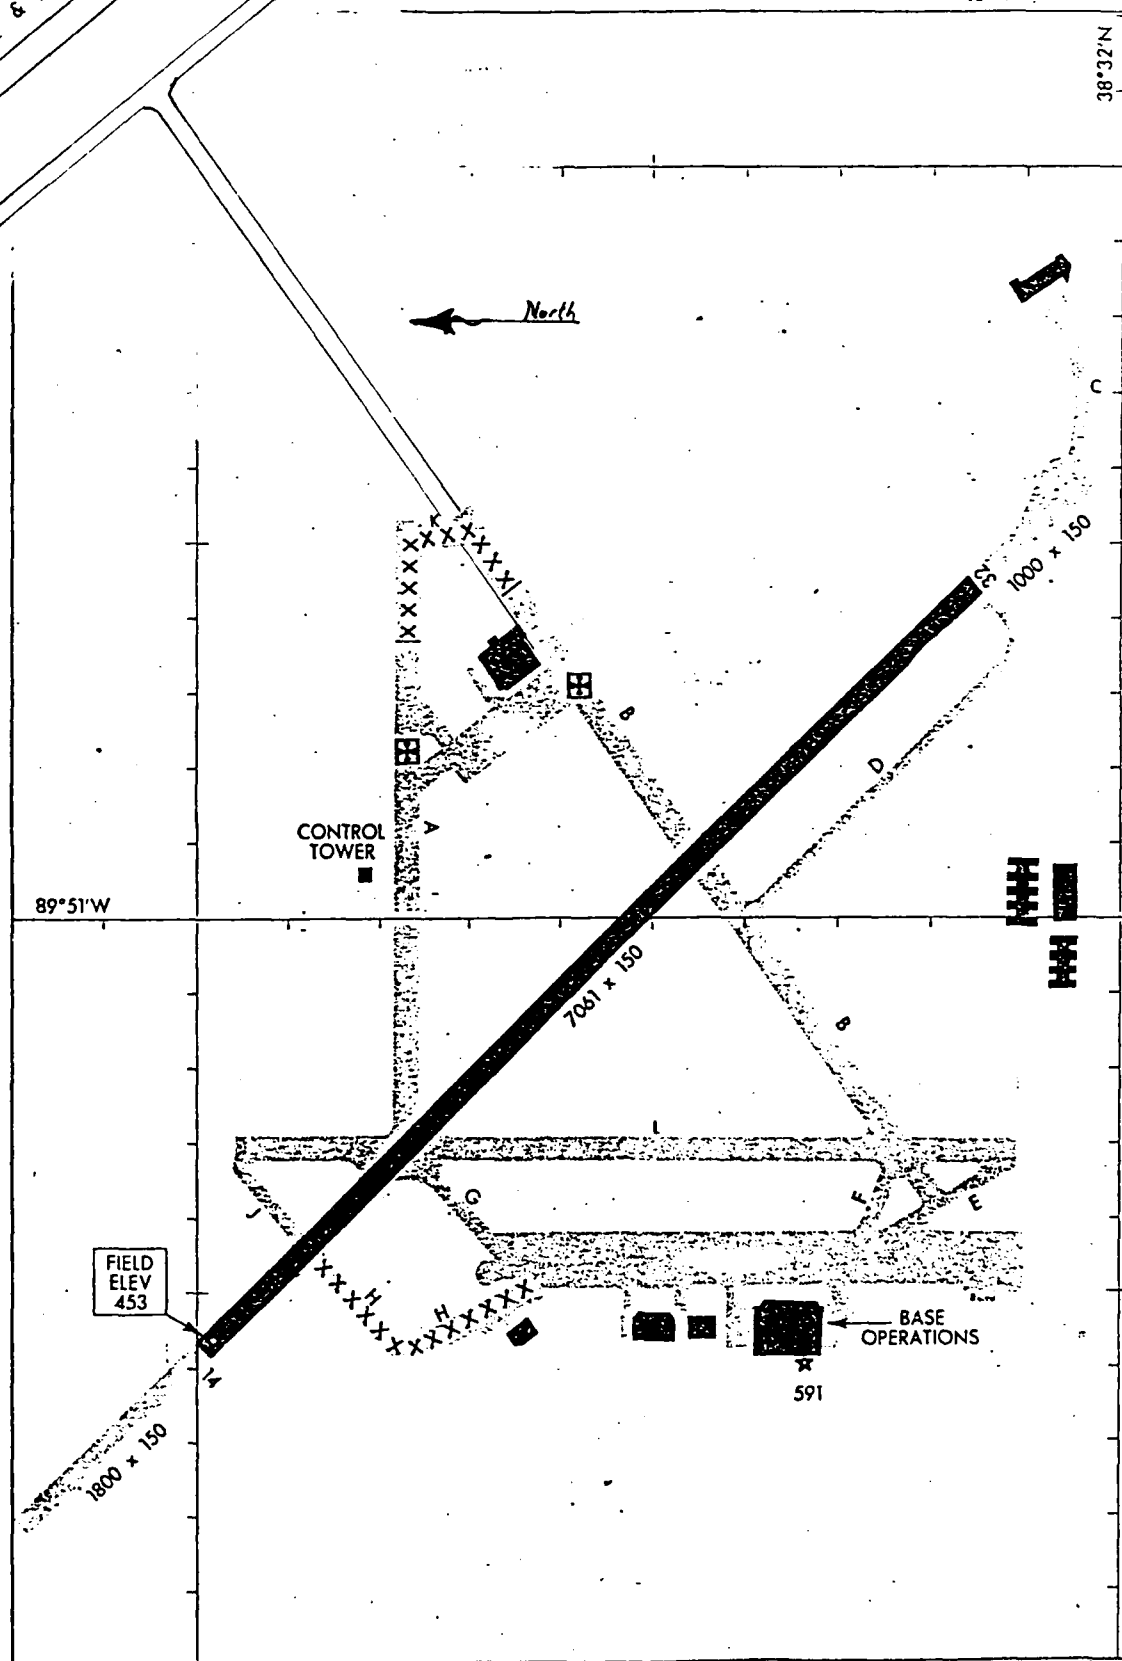 &
38°32'N
North
C
K
32
1000 x 150
B
D
A
CONTROL
TOWER
89°51'W
7061 x 150
B
I
G
F
E
J
FIELD
ELEV
453
H
H
BASE
OPERATIONS
14
591
1800 x 150